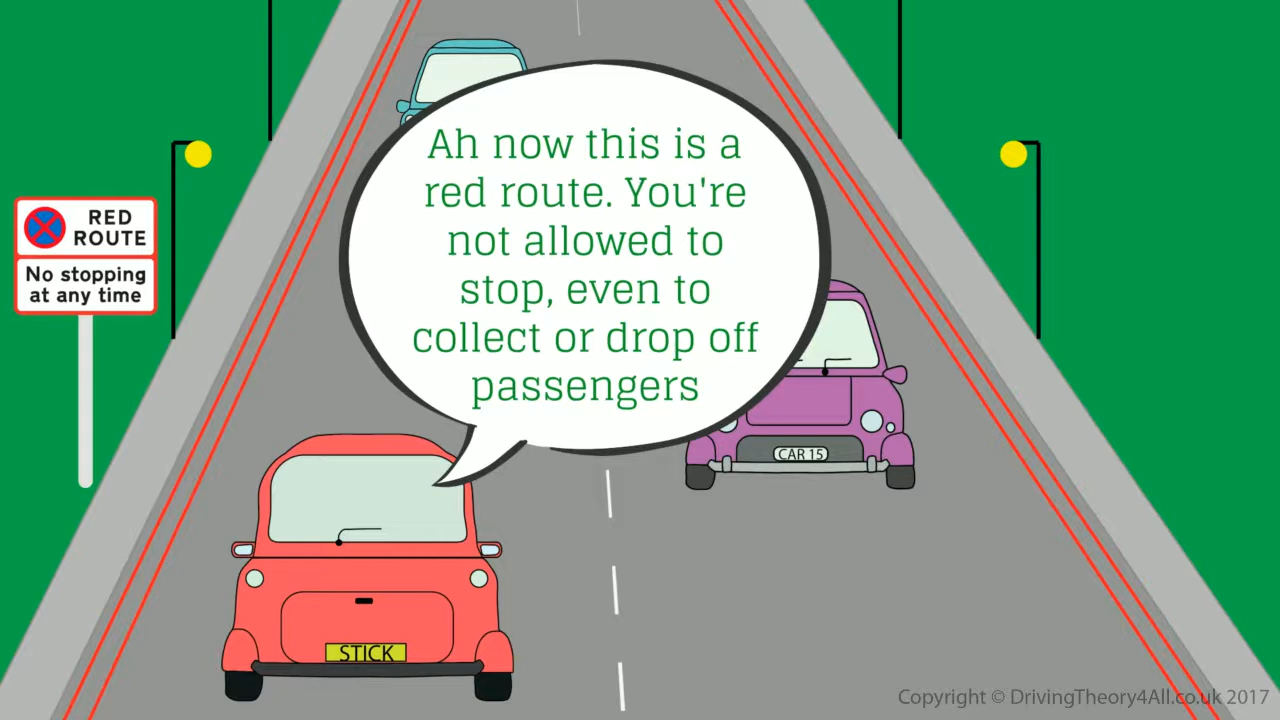 Ah now this is a
red route. You're
not allowed to
stop, even to
collect or drop off
passengers
RED
ROUTE
No stopping
at any time
CAR 15
STICK
Copyright © DrivingTheory4All.co.uk 2017